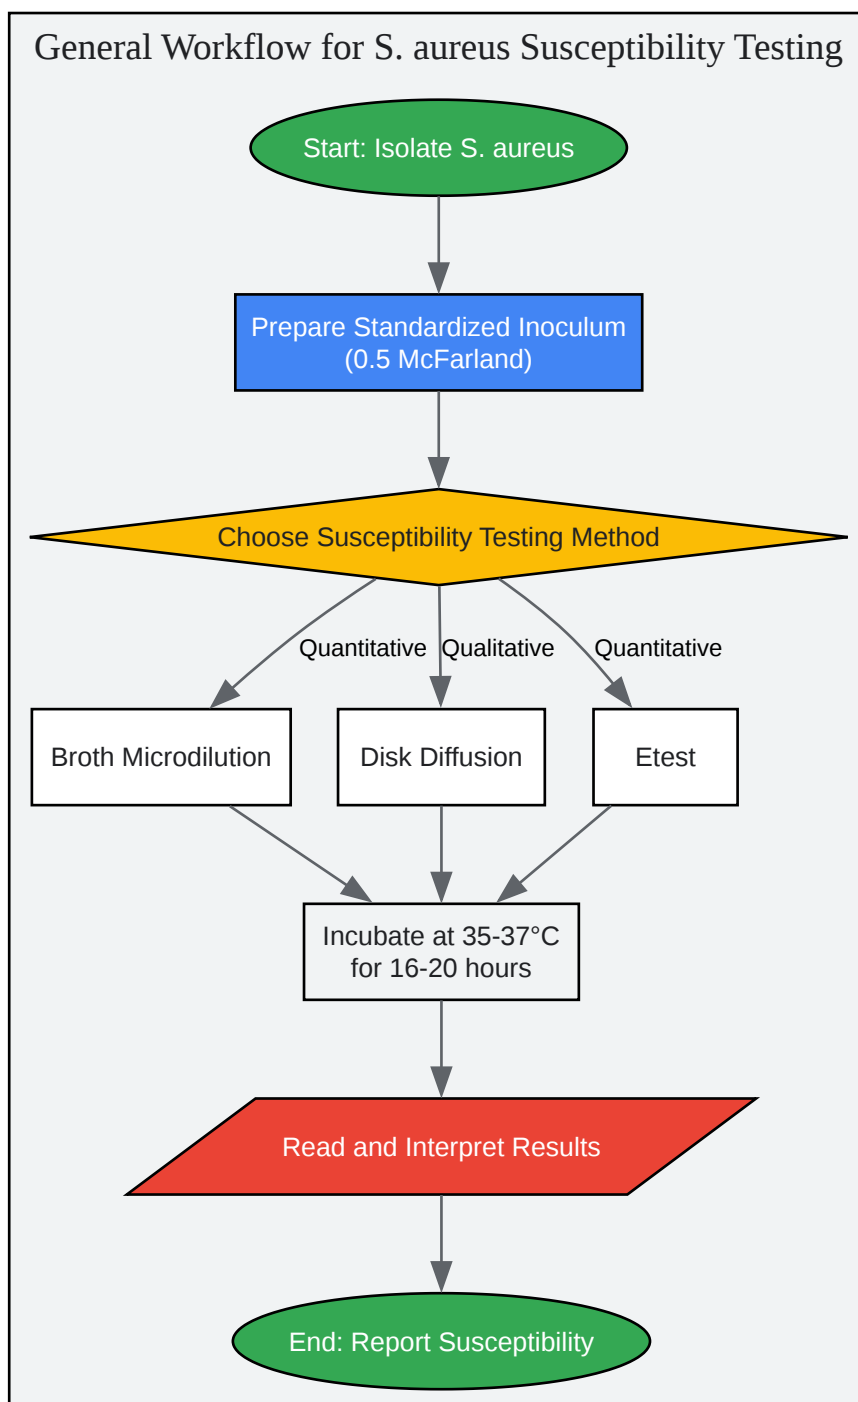 General Workflow for S. aureus Susceptibility Testing
Start: Isolate S. aureus
Prepare Standardized Inoculum
(0.5 McFarland)
Choose Susceptibility Testing Method
Quantitative
Qualitative
Quantitative
Broth Microdilution
Disk Diffusion
Etest
Incubate at 35-37°C
for 16-20 hours
Read and Interpret Results
End: Report Susceptibility